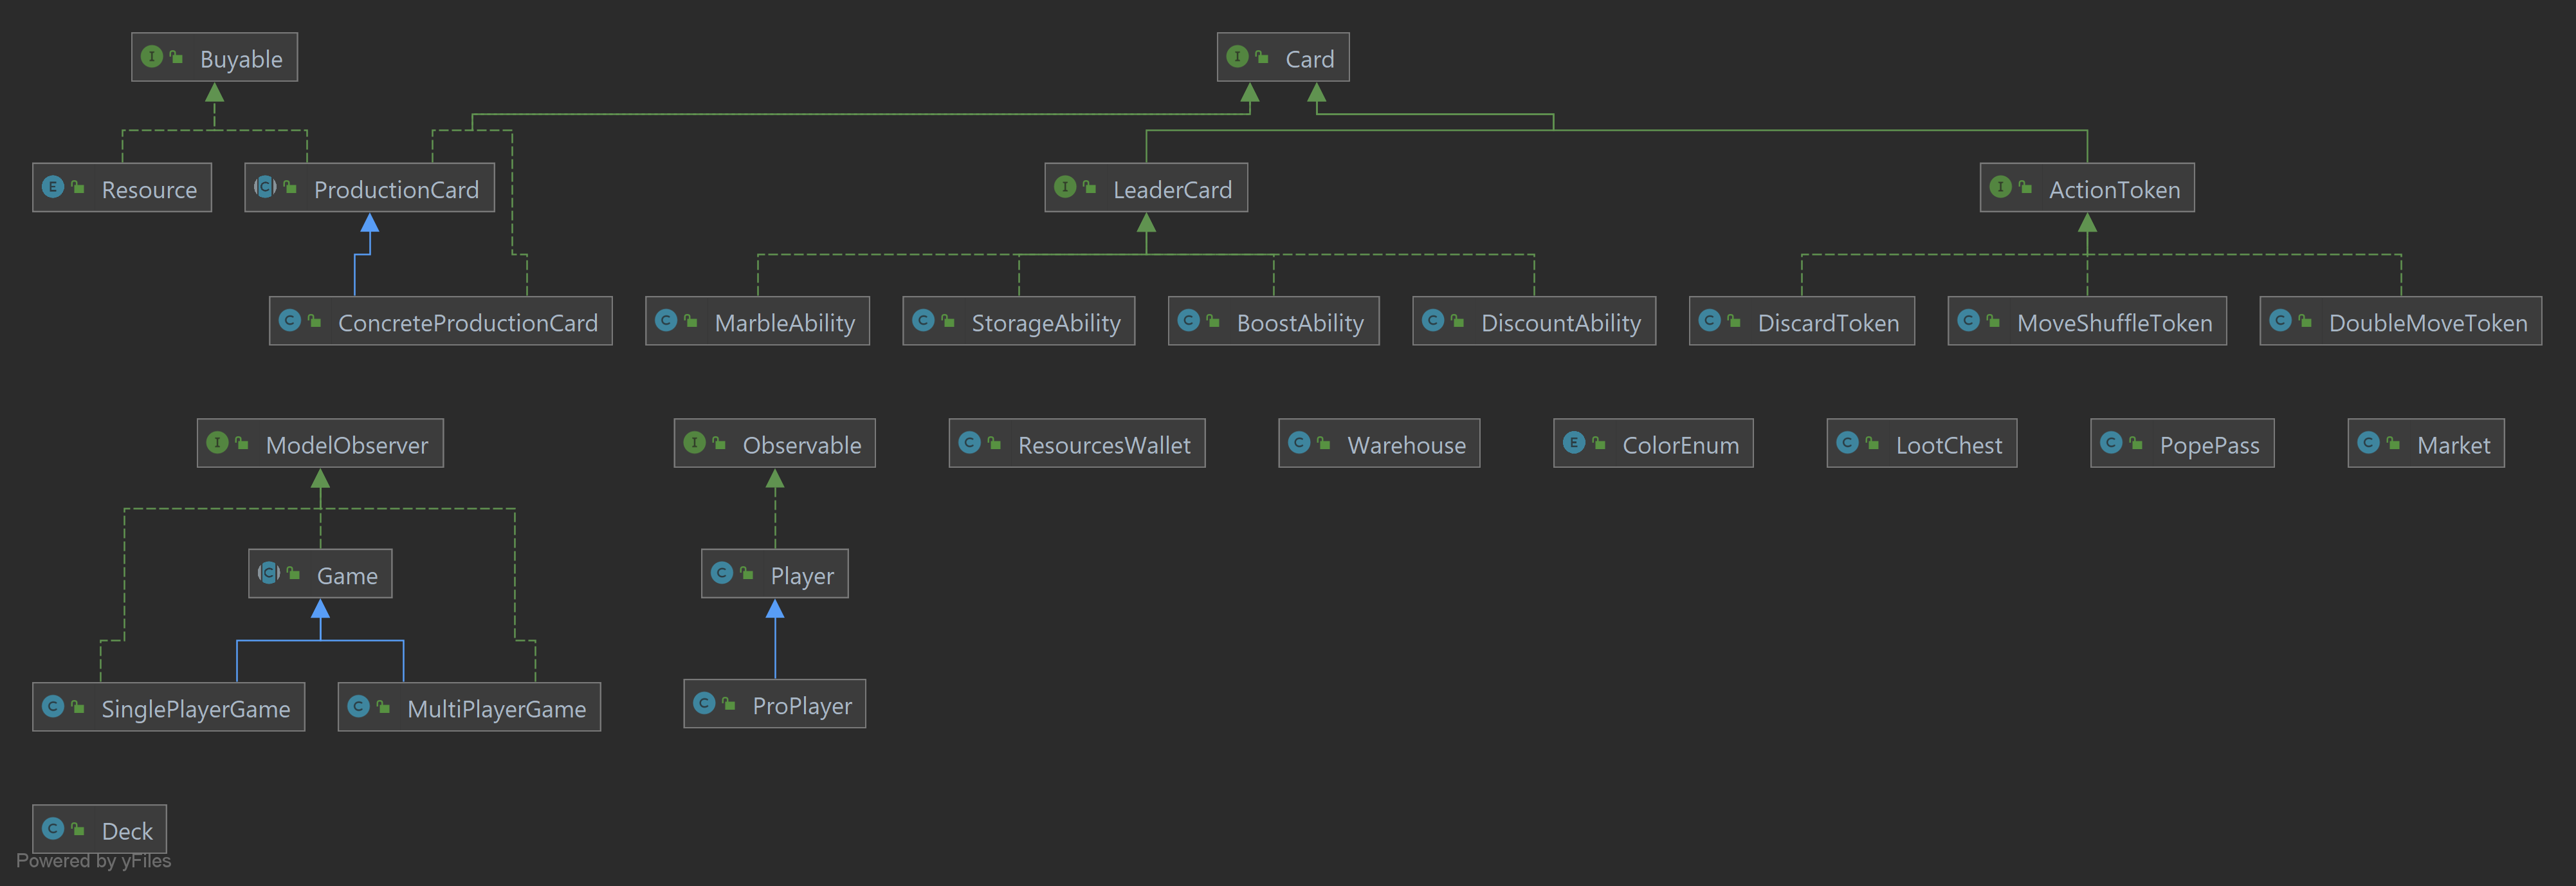 Buyable
Card
Resource
ProductionCard
LeaderCard
ActionToken
ConcreteProductionCard
MarbleAbility
StorageAbility
BoostAbility
DiscountAbility
DiscardToken
MoveShuffleToken
DoubleMoveToken
ModelObserver
Observable
ResourcesWallet
Warehouse
ColorEnum
LootChest
PopePass
Market
Game
Player
SinglePlayerGame
MultiPlayerGame
ProPlayer
Deck
Powered by yFiles